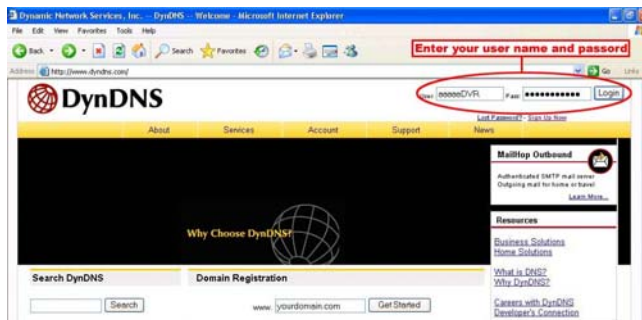 Dynamic Network Services, Inc. -- DynDNS -- Welcome - Microsoft Internet Explorer
File Edit View Favorites Tools Help
Back Search Favorites
Enter your user name and passord
Address http://www.dyndns.com/ Go Links
DynDNS
User: aaaaaDVR Pass: ●●●●●●●●●●● Login
Lost Password? - Sign Up Now
About Services Account Support News
MailHop Outbound
Authenticated SMTP mail server
Outgoing mail for home or travel
Learn More...
Why Choose DynDNS?
Resources
Business Solutions
Home Solutions
What is DNS?
Why DynDNS?
Careers with DynDNS
Developer's Connection
Search DynDNS
Search
Domain Registration
www. yourdomain.com Get Started